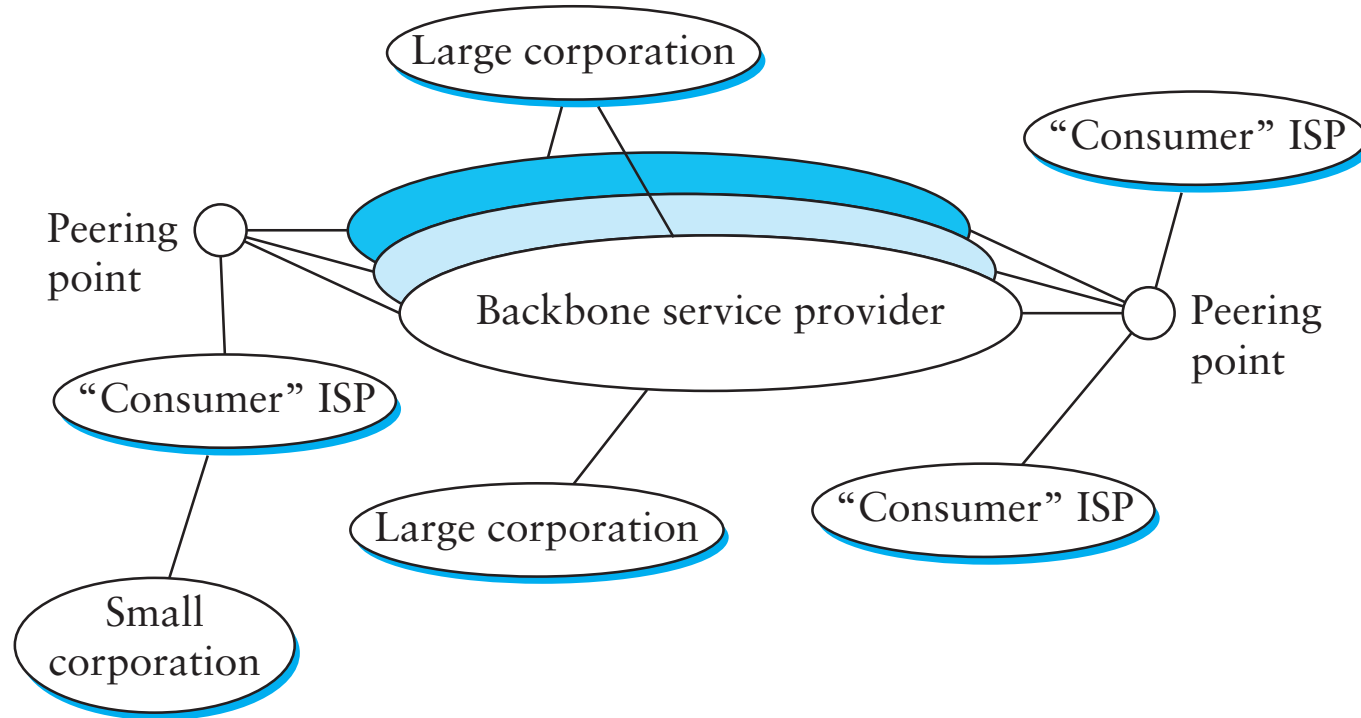 Large corporation
“Consumer” ISP
Peering
point
Backbone service provider
Peering
point
“Consumer” ISP
Large corporation
“Consumer” ISP
Small
corporation